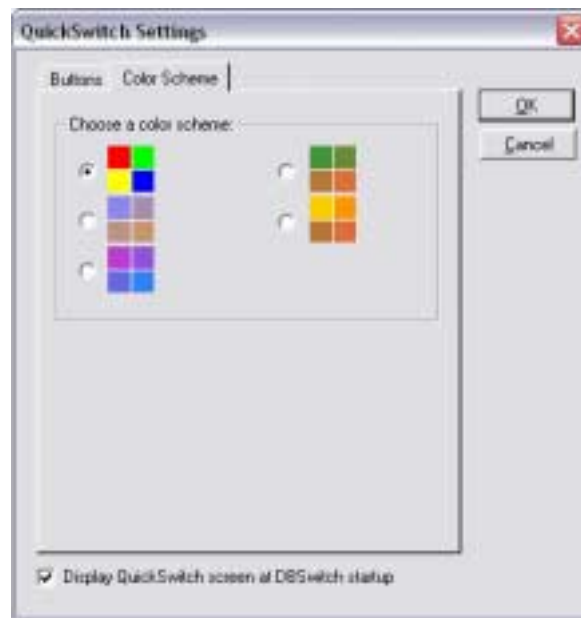 QuickSwitch Settings
Buttons
Color Scheme
OK
Cancel
Choose a color scheme:
Display QuickSwitch screen at DBSwitch startup